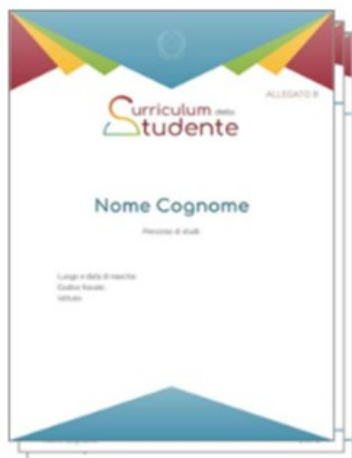 ALLEGATO B
Curriculum dello
Studente
Nome Cognome
Percorso di studi
Luogo e data di nascita
Codice fiscale
Istituto